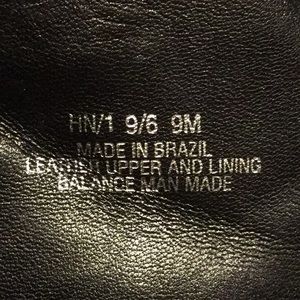 HN/1 9/6 9M
MADE IN BRAZIL
LEATHER UPPER AND LINING
BALANCE MAN MADE